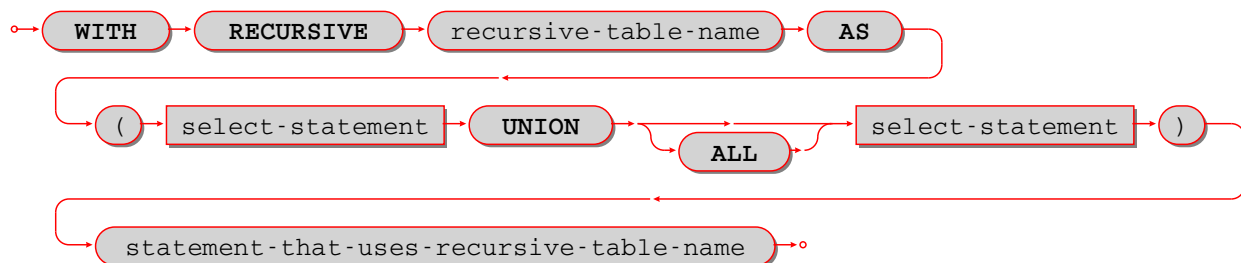 WITH RECURSIVE recursive-table-name AS
( select-statement UNION ALL select-statement )
statement-that-uses-recursive-table-name